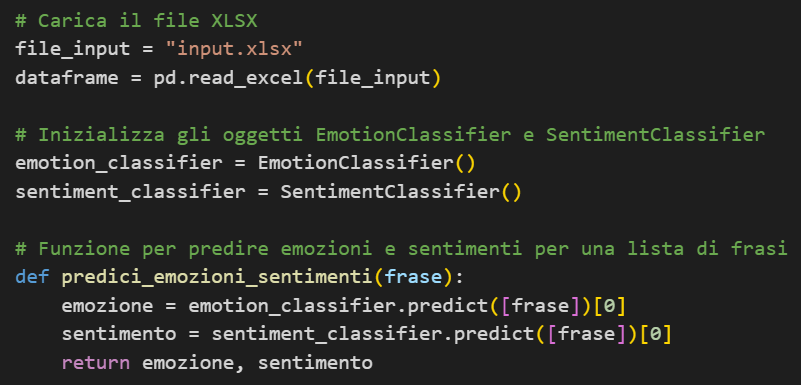 # Carica il file XLSX
file_input = "input.xlsx"
dataframe = pd.read_excel(file_input)
# Inizializza gli oggetti EmotionClassifier e SentimentClassifier
emotion_classifier = EmotionClassifier()
sentiment_classifier = SentimentClassifier()
# Funzione per predire emozioni e sentimenti per una lista di frasi
def predici_emozioni_sentimenti(frase):
    emozione = emotion_classifier.predict([frase])[0]
    sentimento = sentiment_classifier.predict([frase])[0]
    return emozione, sentimento